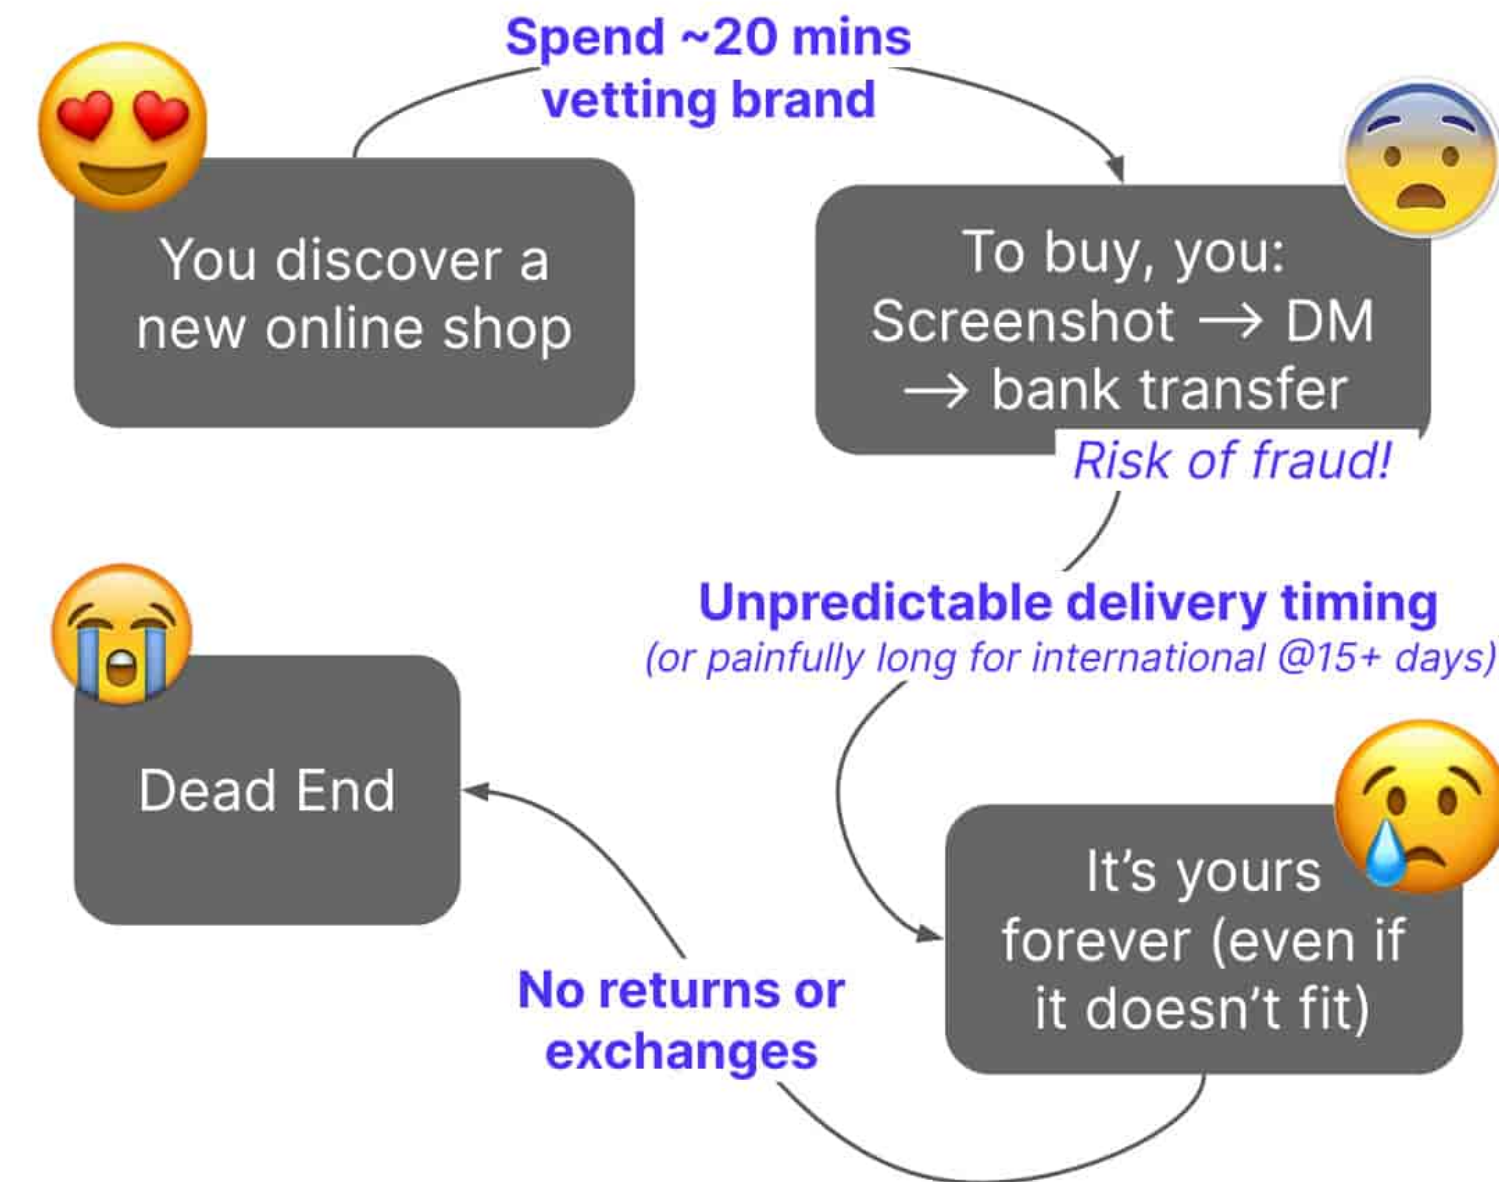 Spend ~20 mins
vetting brand
You discover a
new online shop
To buy, you:
Screenshot → DM
→ bank transfer
Risk of fraud!
Unpredictable delivery timing
(or painfully long for international @15+ days)
It’s yours
forever (even if
it doesn’t fit)
No returns or
exchanges
Dead End